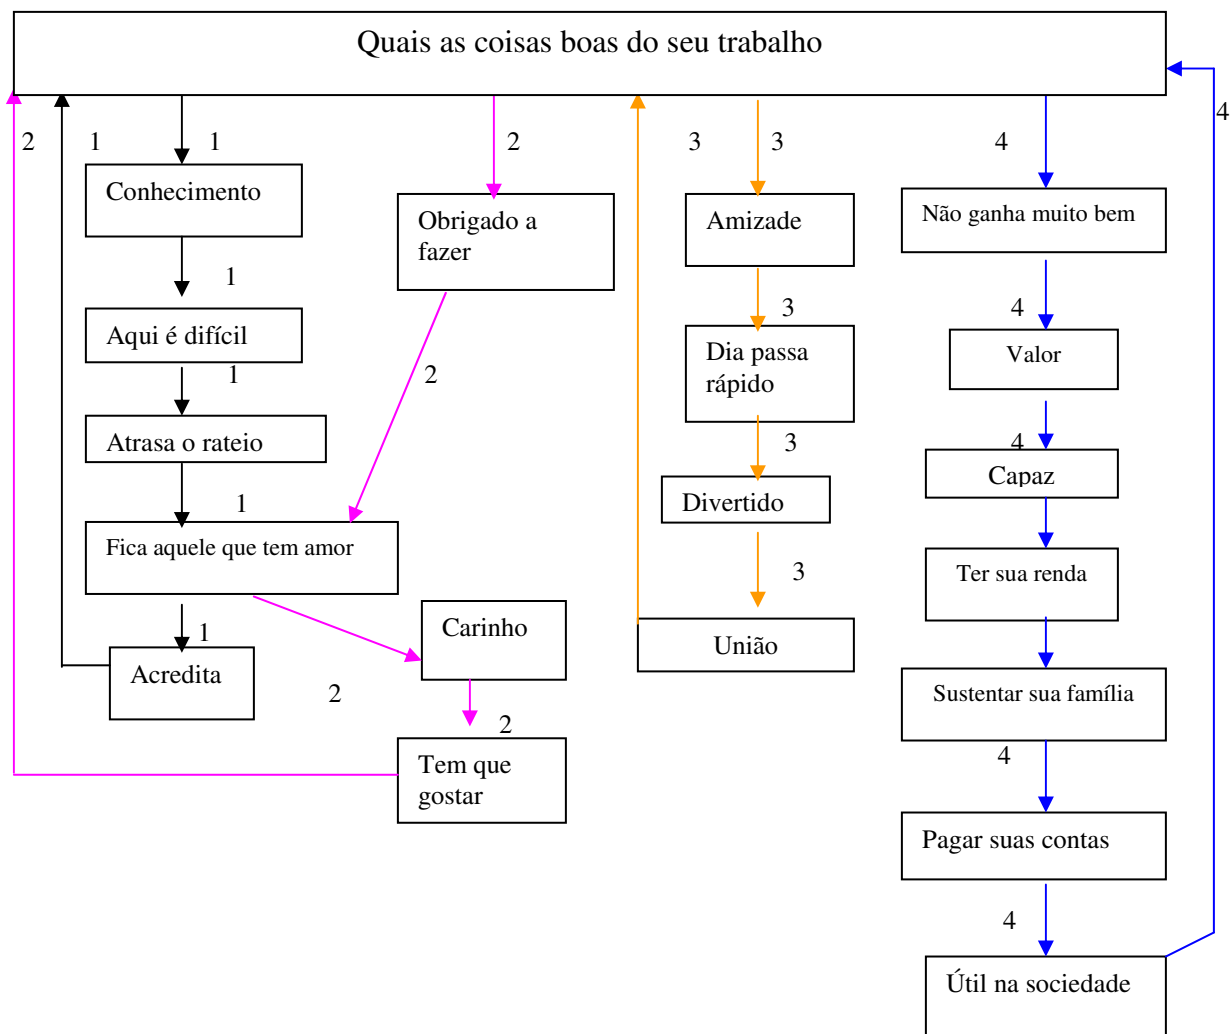 Quais as coisas boas do seu trabalho
4
2
1
1
2
3
3
4
Conhecimento
Obrigado a
fazer
Amizade
Não ganha muito bem
1
3
4
Aqui é difícil
Dia passa
rápido
Valor
1
2
Atrasa o rateio
3
4
Capaz
Divertido
1
Fica aquele que tem amor
3
Ter sua renda
Carinho
1
União
Acredita
2
Sustentar sua família
2
4
Tem que
gostar
Pagar suas contas
4
Útil na sociedade